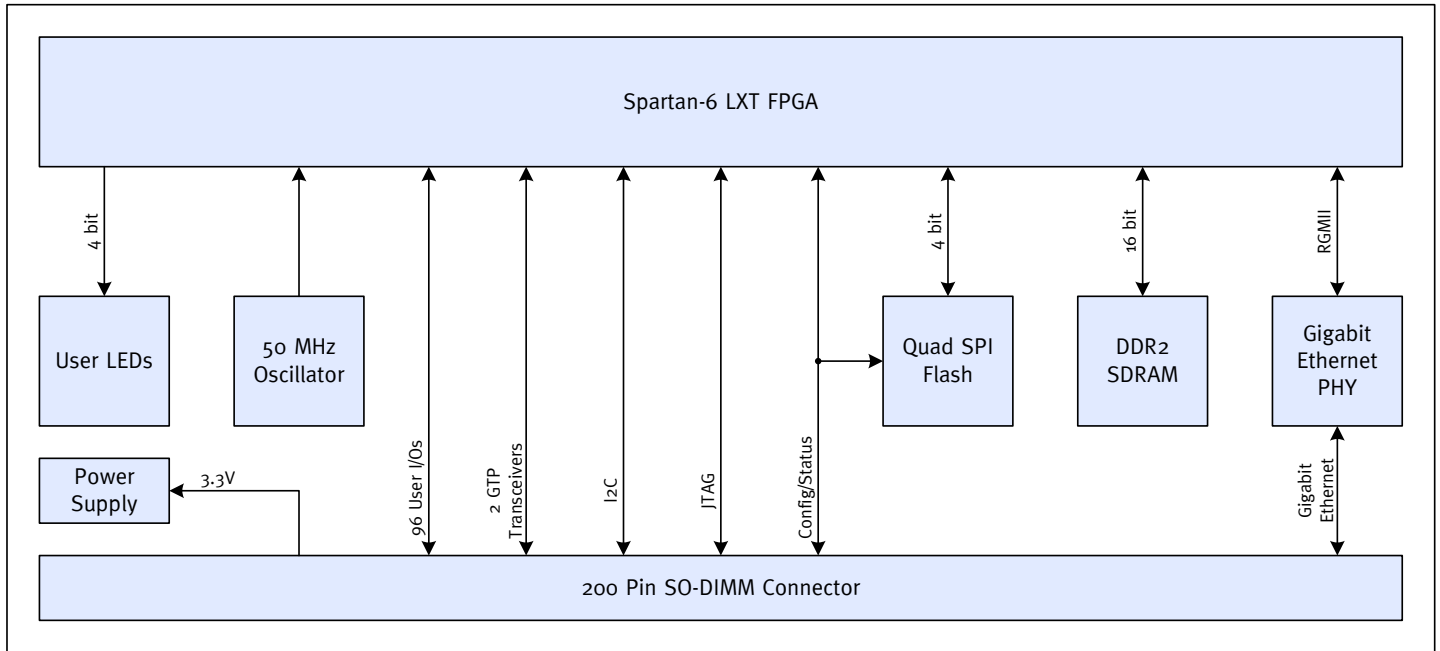 Spartan-6 LXT FPGA
4 bit
4 bit
16 bit
RGMII
User LEDs
50 MHz
Oscillator
Quad SPI
Flash
DDR2
SDRAM
Gigabit
Ethernet
PHY
Power
Supply
3.3V
96 User I/Os
2 GTP
Transceivers
I2C
JTAG
Config/Status
Gigabit
Ethernet
200 Pin SO-DIMM Connector